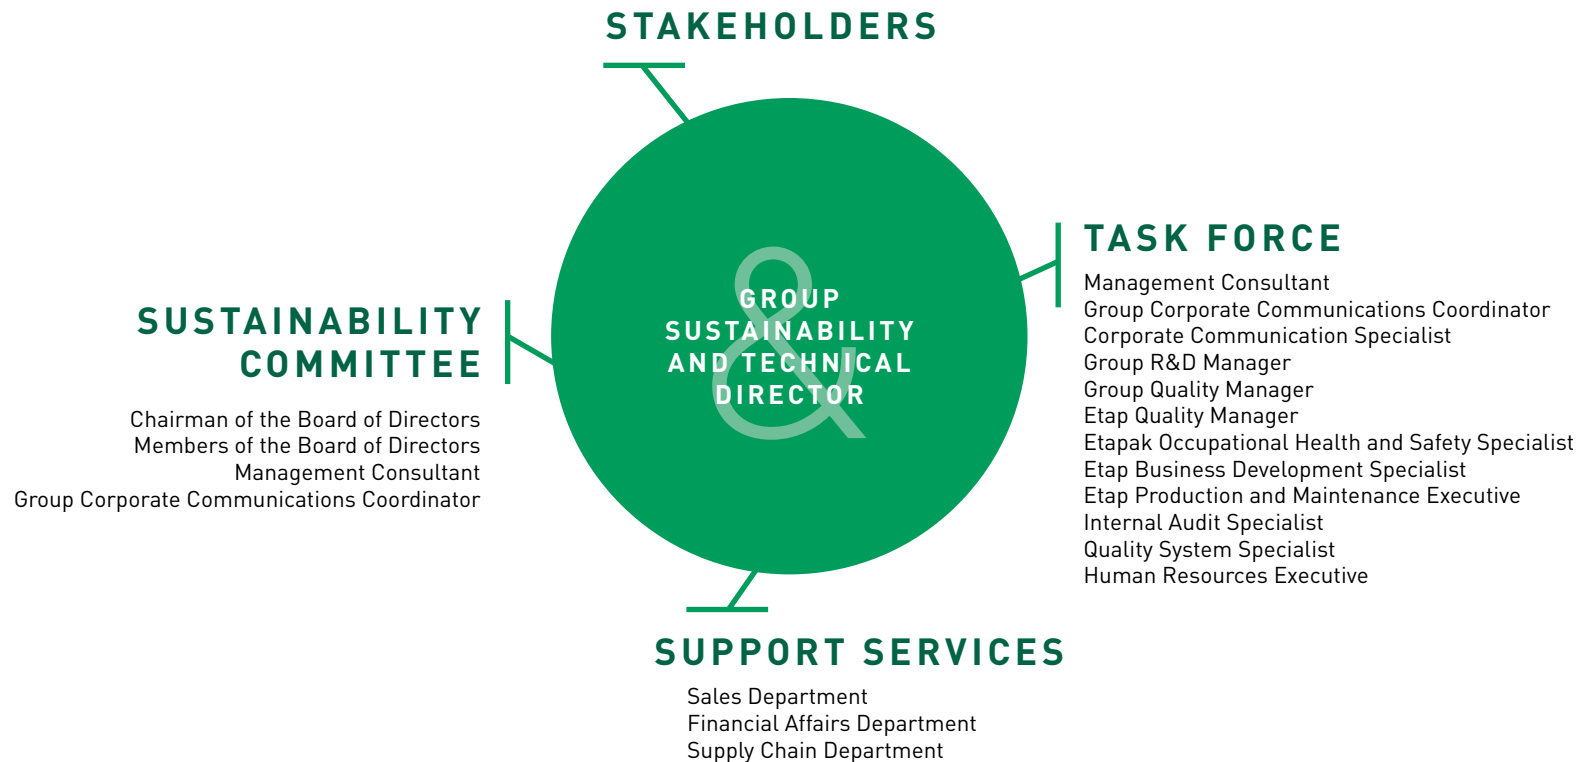 STAKEHOLDERS
&
GROUP
SUSTAINABILITY
AND TECHNICAL
DIRECTOR
SUSTAINABILITY
COMMITTEE
Chairman of the Board of Directors
Members of the Board of Directors
Management Consultant
Group Corporate Communications Coordinator
TASK FORCE
Management Consultant
Group Corporate Communications Coordinator
Corporate Communication Specialist
Group R&D Manager
Group Quality Manager
Etap Quality Manager
Etapak Occupational Health and Safety Specialist
Etap Business Development Specialist
Etap Production and Maintenance Executive
Internal Audit Specialist
Quality System Specialist
Human Resources Executive
SUPPORT SERVICES
Sales Department
Financial Affairs Department
Supply Chain Department